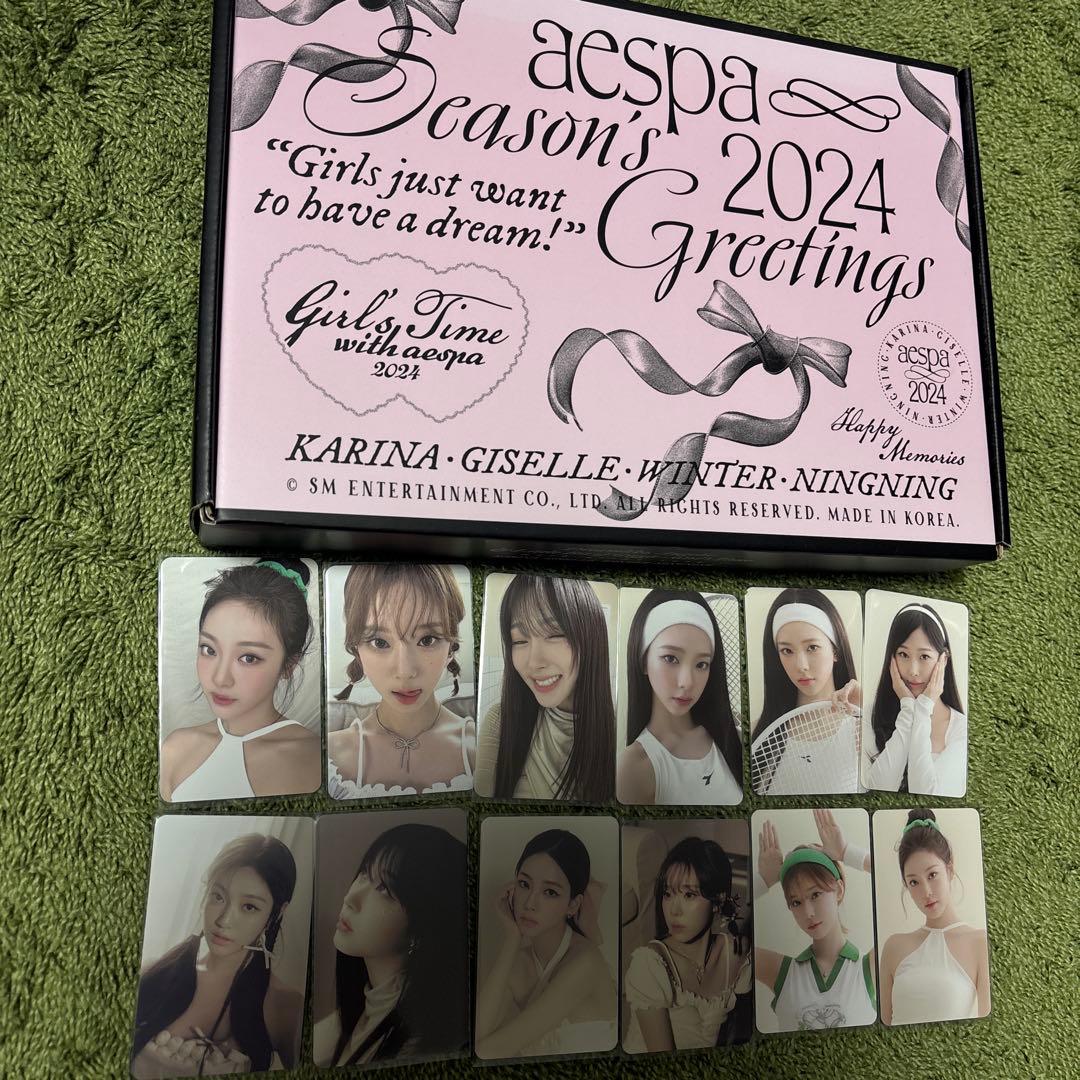 aespa
Season's
2024
Greetings
“Girls just want
to have a dream!”
Girl's Time
with aespa
2024
KARINA · GISELLE · WINTER · NINGNING
aespa
2024
Happy
Memories
KARINA · GISELLE · WINTER · NINGNING
© SM ENTERTAINMENT CO., LTD. ALL RIGHTS RESERVED. MADE IN KOREA.